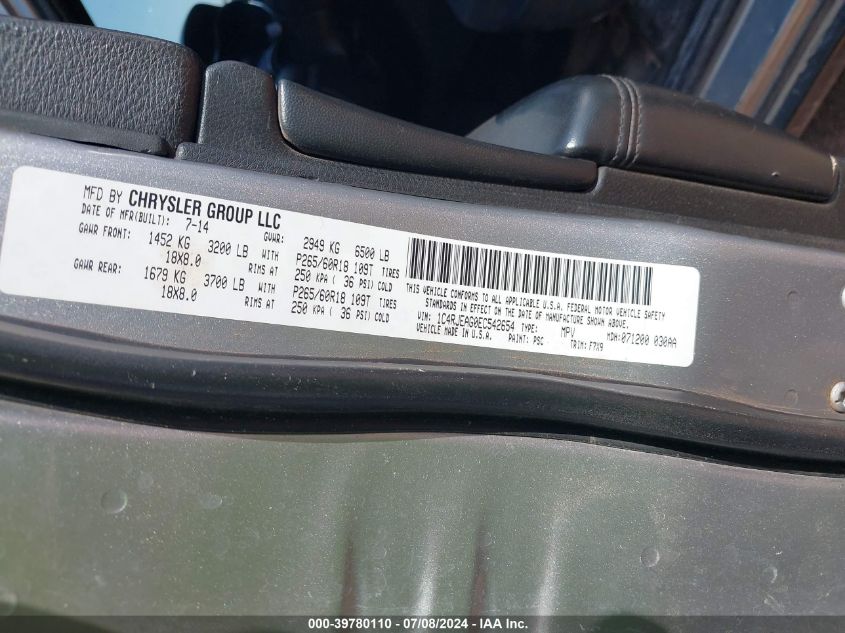 MFD BY CHRYSLER GROUP LLC
DATE OF MFR(BUILT): 7-14 GVWR: 2949 KG 6500 LB
GAWR FRONT: 1452 KG 3200 LB WITH P265/60R18 109T TIRES
18X8.0 RIMS AT 250 KPA ( 36 PSI) COLD
GAWR REAR: 1679 KG 3700 LB WITH P265/60R18 109T TIRES
18X8.0 RIMS AT 250 KPA ( 36 PSI) COLD
THIS VEHICLE CONFORMS TO ALL APPLICABLE U.S.A. FEDERAL MOTOR VEHICLE SAFETY
STANDARDS IN EFFECT ON THE DATE OF MANUFACTURE SHOWN ABOVE.
VIN: 1C4RJEAG0EC542654 TYPE: MPV MDH:071200 030AA
VEHICLE MADE IN U.S.A. PAINT: PSC TRIM: F7X9
000-39780110 / 07/08/2024 - IAA Inc.